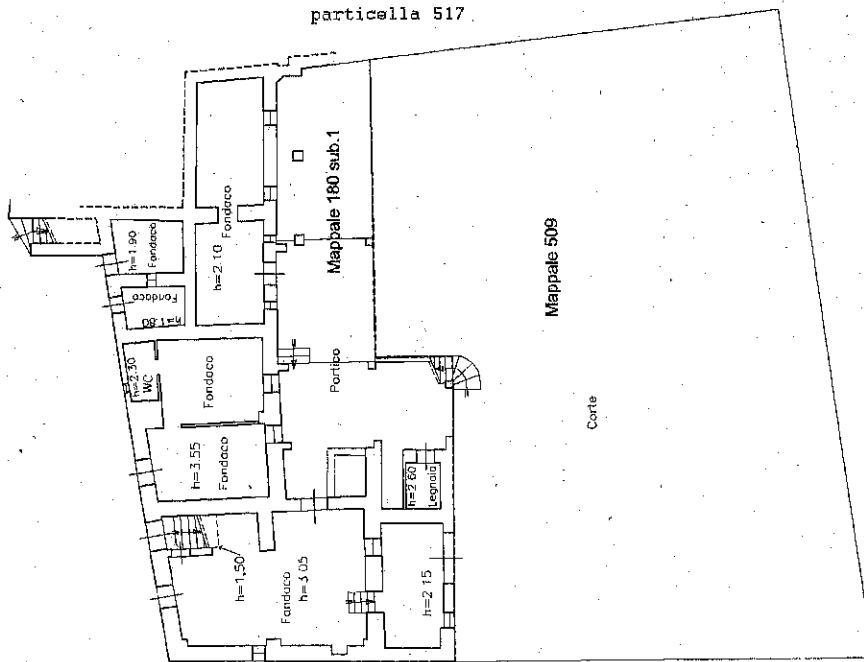 particella 517
Mappale 180 sub.1
Fondaco
h=2.10
h=1.90
Fondaco
Fondaco
h=1.80
h=2.30
WC
Fondaco
h=3.55
Fondaco
Portico
Mappale 509
Corte
h=2.60
Legnaia
h=1.50
Fondaco
h=3.05
h=2.15